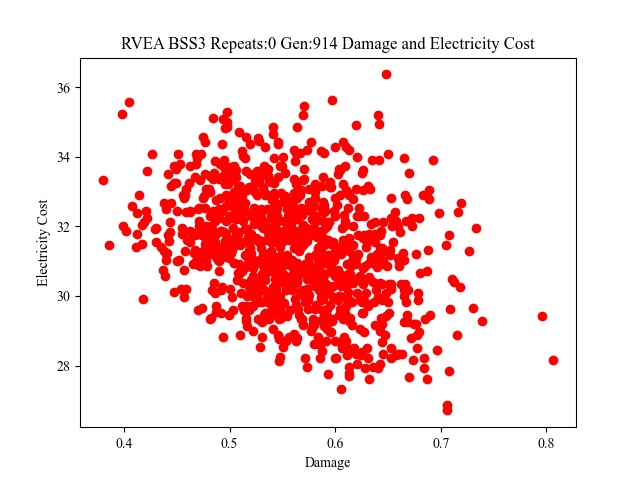 RVEA BSS3 Repeats:0 Gen:914 Damage and Electricity Cost
36
34
32
30
28
Electricity Cost
0.4 0.5 0.6 0.7 0.8
Damage